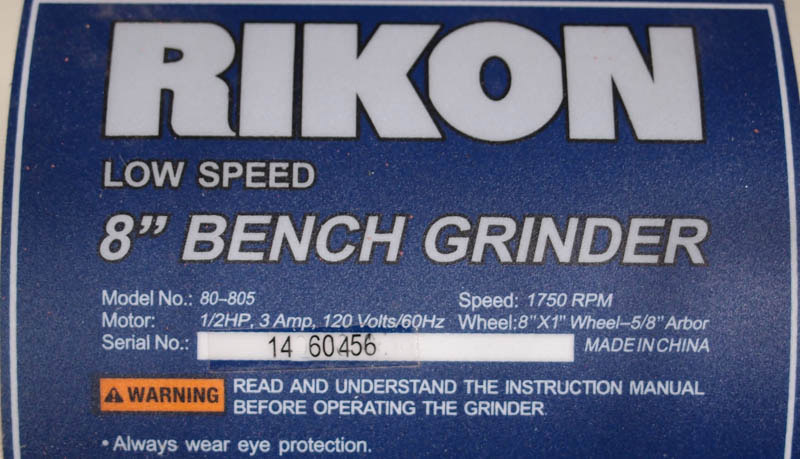 RIKON
LOW SPEED
8" BENCH GRINDER
Model No.: 80-805 Speed: 1750 RPM
Motor: 1/2HP, 3 Amp, 120 Volts/60Hz Wheel:8"X1" Wheel-5/8" Arbor
Serial No.: 14 60456 MADE IN CHINA
WARNING READ AND UNDERSTAND THE INSTRUCTION MANUAL
BEFORE OPERATING THE GRINDER.
• Always wear eye protection.